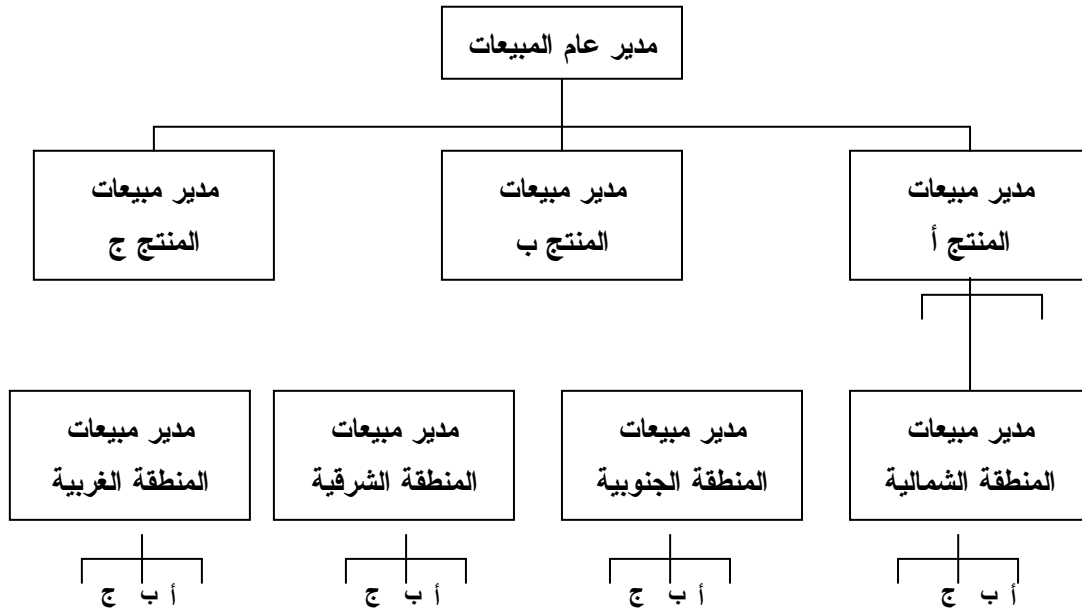 مدير عام المبيعات
مدير مبيعات
المنتج أ
مدير مبيعات
المنتج ب
مدير مبيعات
المنتج ج
مدير مبيعات
المنطقة الشمالية
مدير مبيعات
المنطقة الجنوبية
مدير مبيعات
المنطقة الشرقية
مدير مبيعات
المنطقة الغربية
أ ب ج
أ ب ج
أ ب ج
أ ب ج